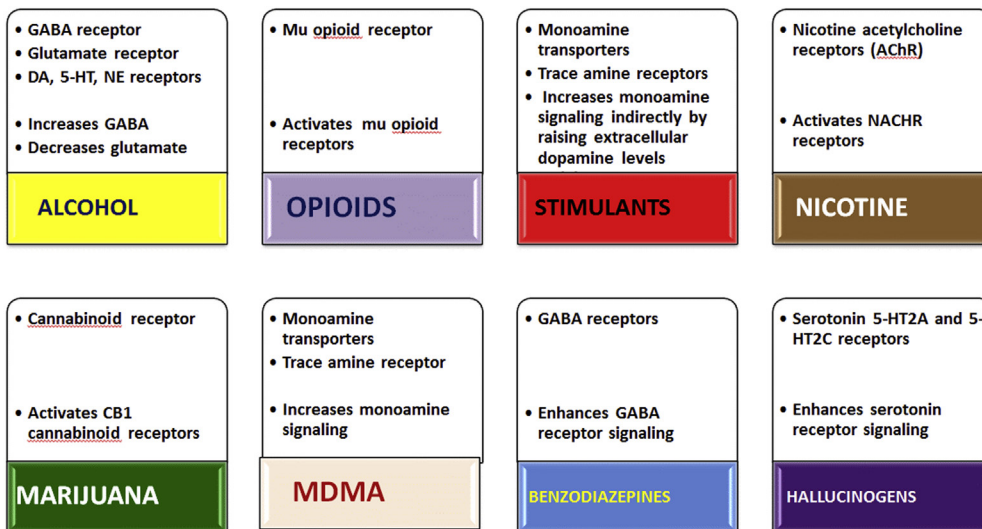 • GABA receptor
• Glutamate receptor
• DA, 5-HT, NE receptors
• Increases GABA
• Decreases glutamate
ALCOHOL
• Mu opioid receptor
• Activates mu opioid
receptors
OPIOIDS
• Monoamine
transporters
• Trace amine receptors
• Increases monoamine
signaling indirectly by
raising extracellular
dopamine levels
STIMULANTS
• Nicotine acetylcholine
receptors (AChR)
• Activates NACHR
receptors
NICOTINE
• Cannabinoid receptor
• Activates CB1
cannabinoid receptors
MARIJUANA
• Monoamine
transporters
• Trace amine receptor
• Increases monoamine
signaling
MDMA
• GABA receptors
• Enhances GABA
receptor signaling
BENZODIAZEPINES
• Serotonin 5-HT2A and 5-
HT2C receptors
• Enhances serotonin
receptor signaling
HALLUCINOGENS